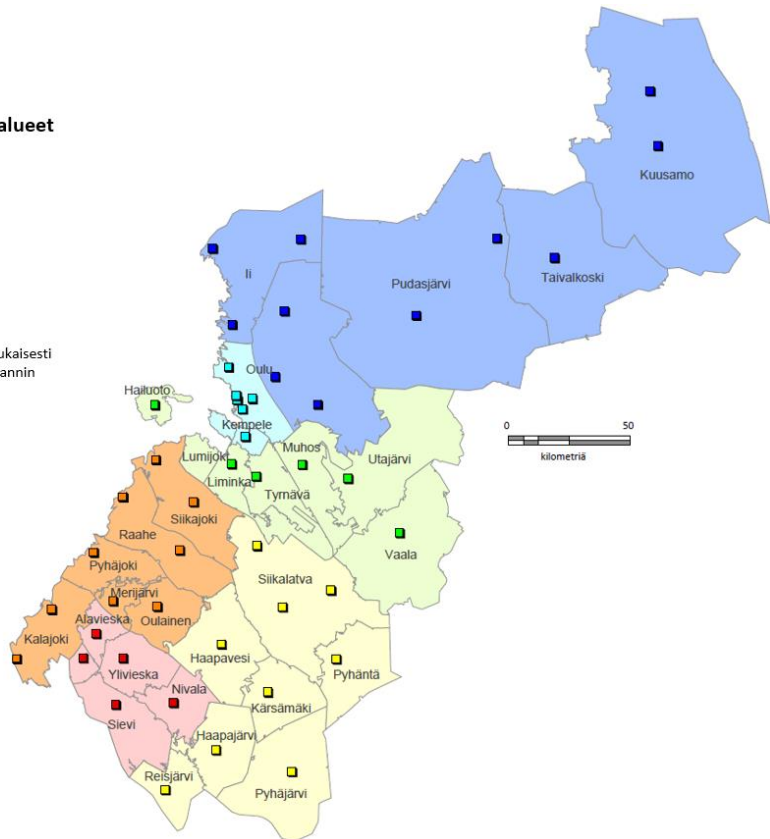 alueet
Kuusamo
Taivalkoski
Ii
Pudasjärvi
ukaisesti
annin
Oulu
Hailuoto
Kempele
Muhos
Utajärvi
Lumijoki
Liminka
Tyrnävä
0 50
kilometriä
Siikajoki
Raahe
Vaala
Pyhäjoki
Siikalatva
Merijärvi
Alavieska
Oulainen
Kalajoki
Haapavesi
Ylivieska
Pyhäntä
Nivala
Kärsämäki
Sievi
Haapajärvi
Reisjärvi
Pyhäjärvi